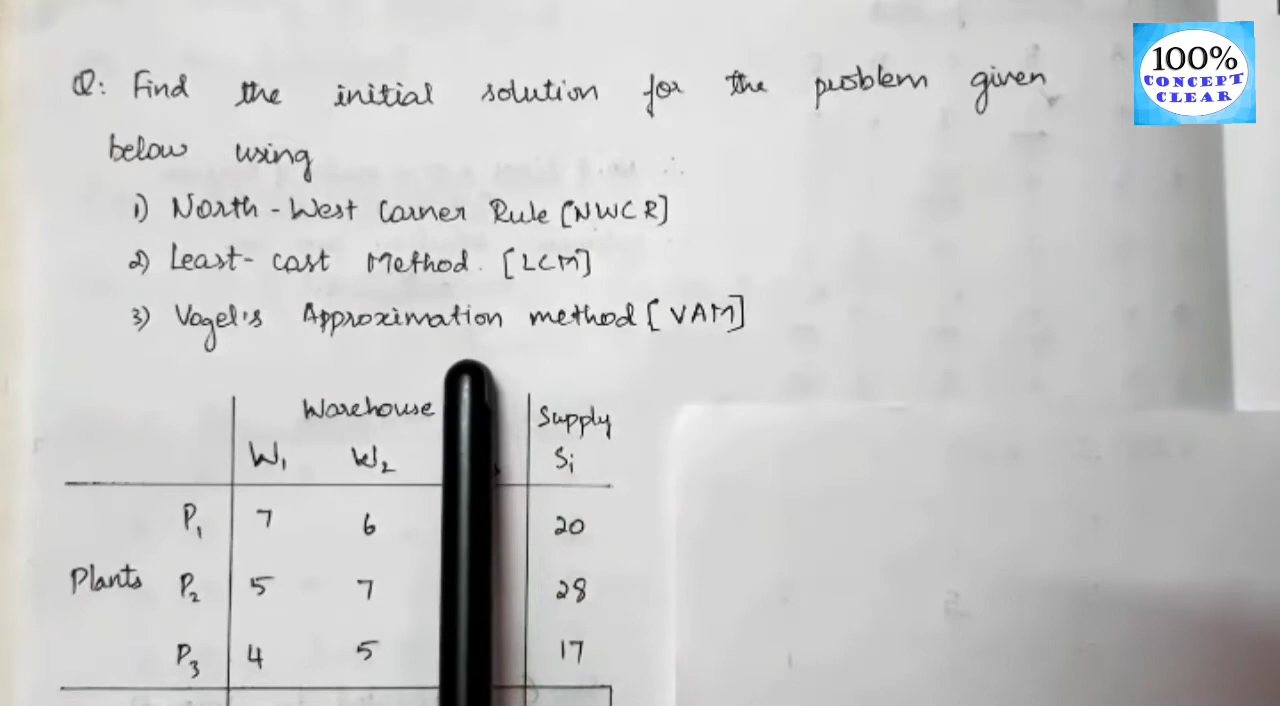 100%
CONCEPT
CLEAR
Q: Find the initial solution for the problem given
below using
1) North-West Corner Rule [NWCR]
2) Least-cost Method. [LCM]
3) Vogel's Approximation method [VAM]
Warehouse Supply
W₁ W₂ Si
P₁ 7 6 20
Plants P₂ 5 7 28
P₃ 4 5 17